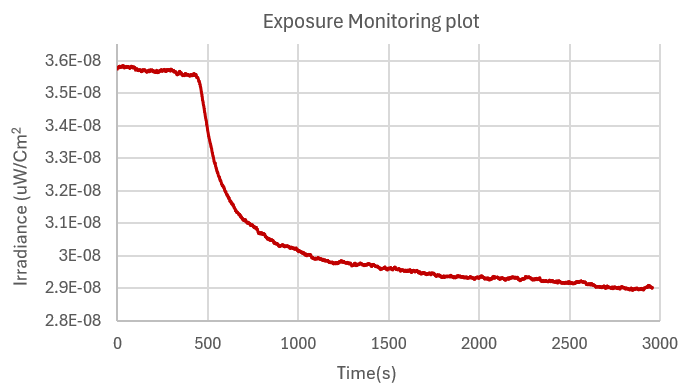 Exposure Monitoring plot
3.6E-08
3.5E-08
3.4E-08
3.3E-08
3.2E-08
3.1E-08
3E-08
2.9E-08
2.8E-08
Irradiance (uW/Cm²
0 500 1000 1500 2000 2500 3000
Time(s)